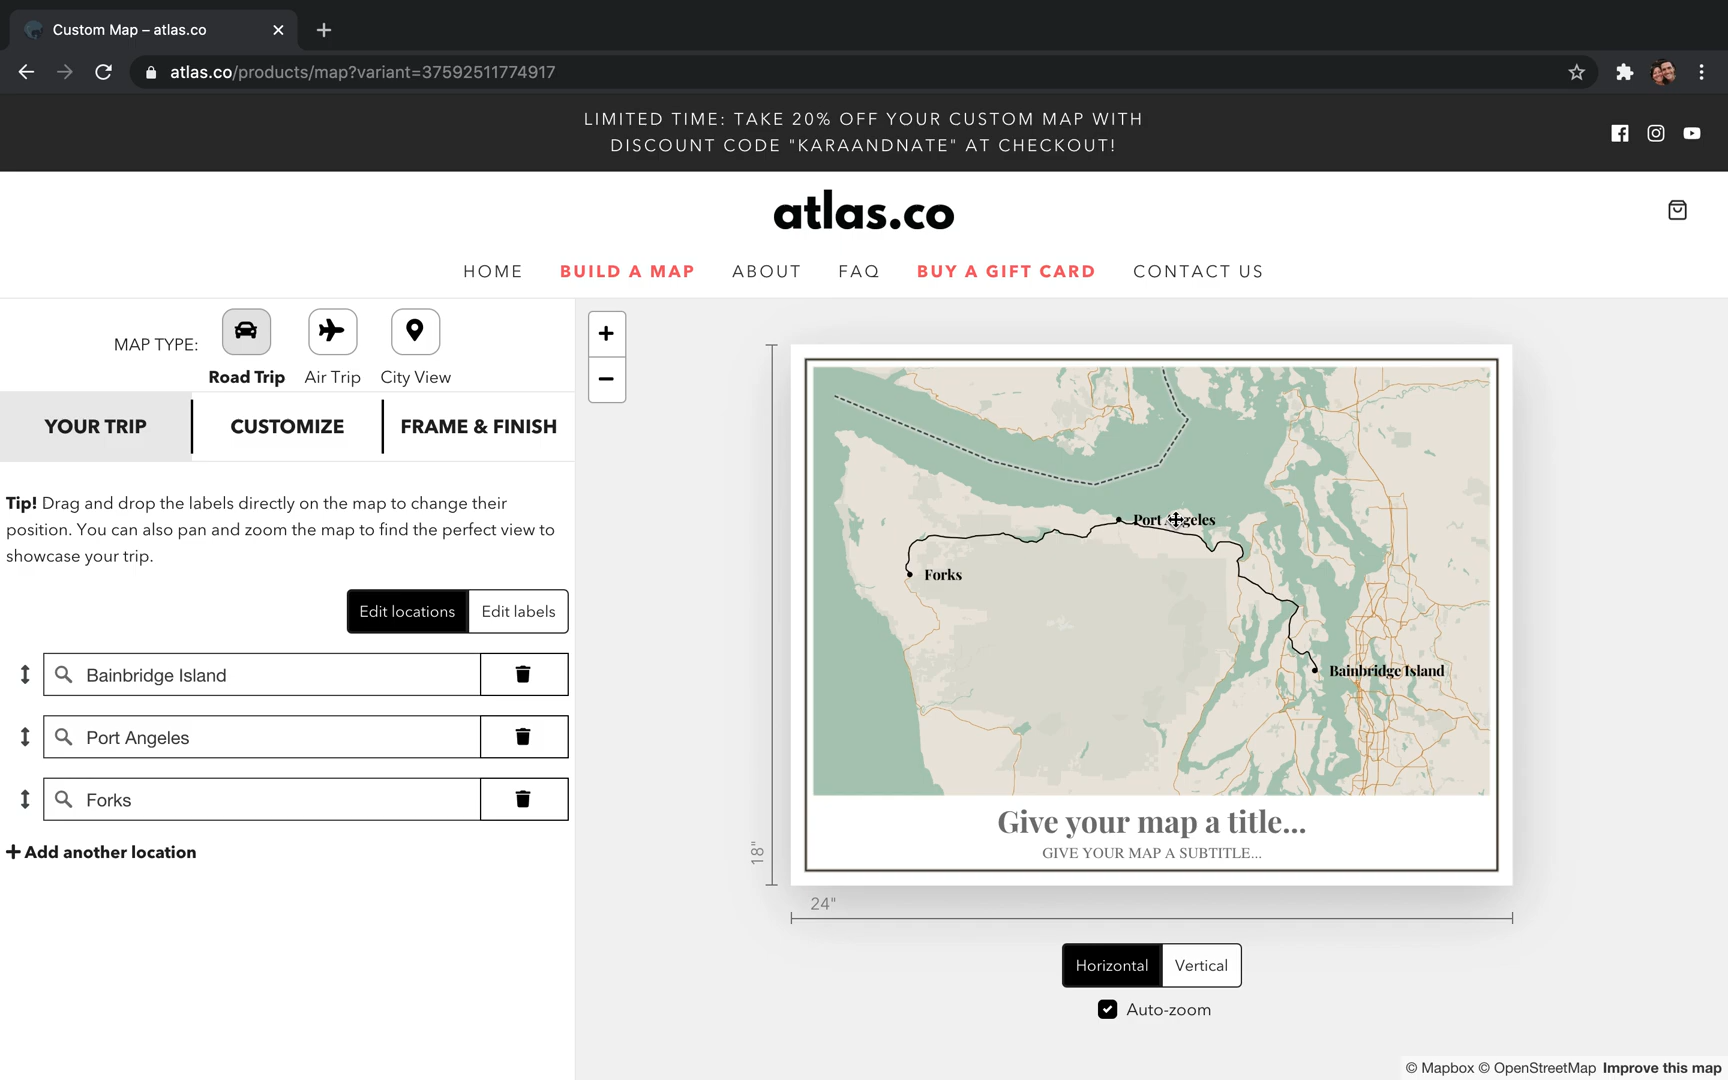 Custom Map – atlas.co
atlas.co/products/map?variant=37592511774917
LIMITED TIME: TAKE 20% OFF YOUR CUSTOM MAP WITH
DISCOUNT CODE "KARAANDNATE" AT CHECKOUT!
atlas.co
HOME
BUILD A MAP
ABOUT
FAQ
BUY A GIFT CARD
CONTACT US
MAP TYPE:
Road Trip
Air Trip
City View
YOUR TRIP
CUSTOMIZE
FRAME & FINISH
Tip! Drag and drop the labels directly on the map to change their
position. You can also pan and zoom the map to find the perfect view to
showcase your trip.
Edit locations
Edit labels
Bainbridge Island
Port Angeles
Forks
+ Add another location
Port Angeles
Forks
Bainbridge Island
Give your map a title...
GIVE YOUR MAP A SUBTITLE...
18"
24"
Horizontal
Vertical
Auto-zoom
© Mapbox © OpenStreetMap Improve this map